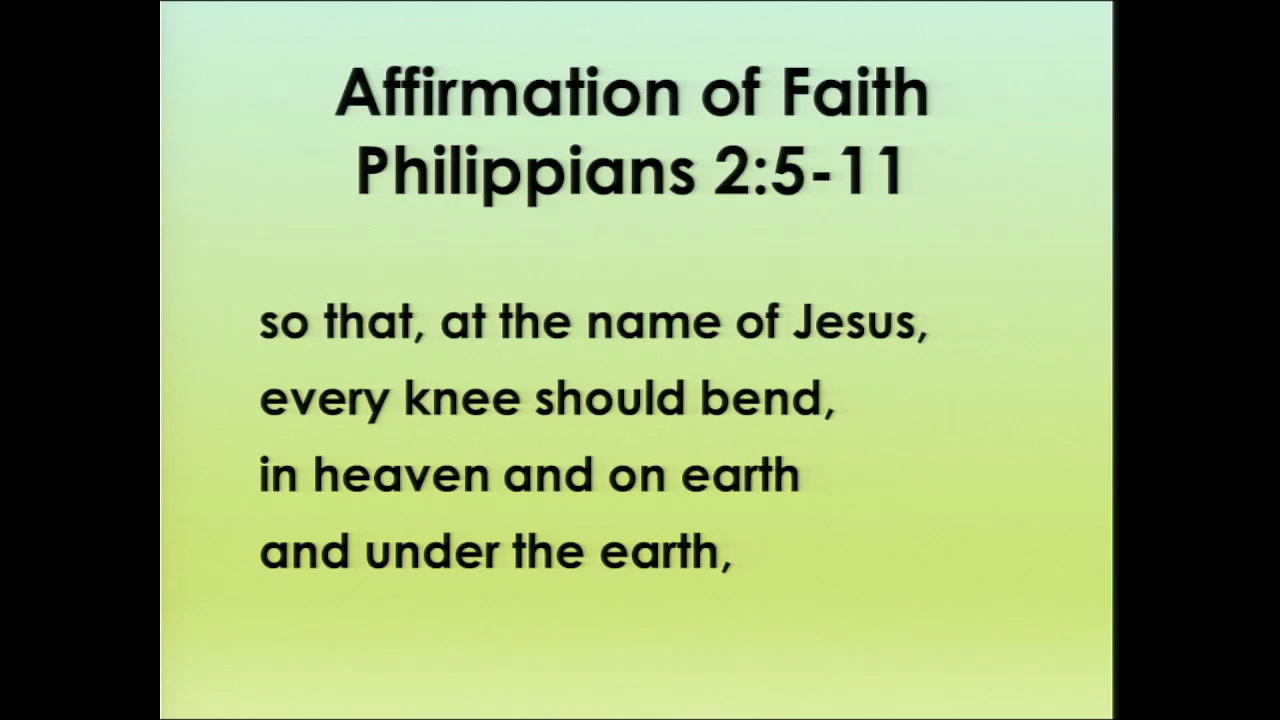 Affirmation of Faith
Philippians 2:5-11
so that, at the name of Jesus,
every knee should bend,
in heaven and on earth
and under the earth,